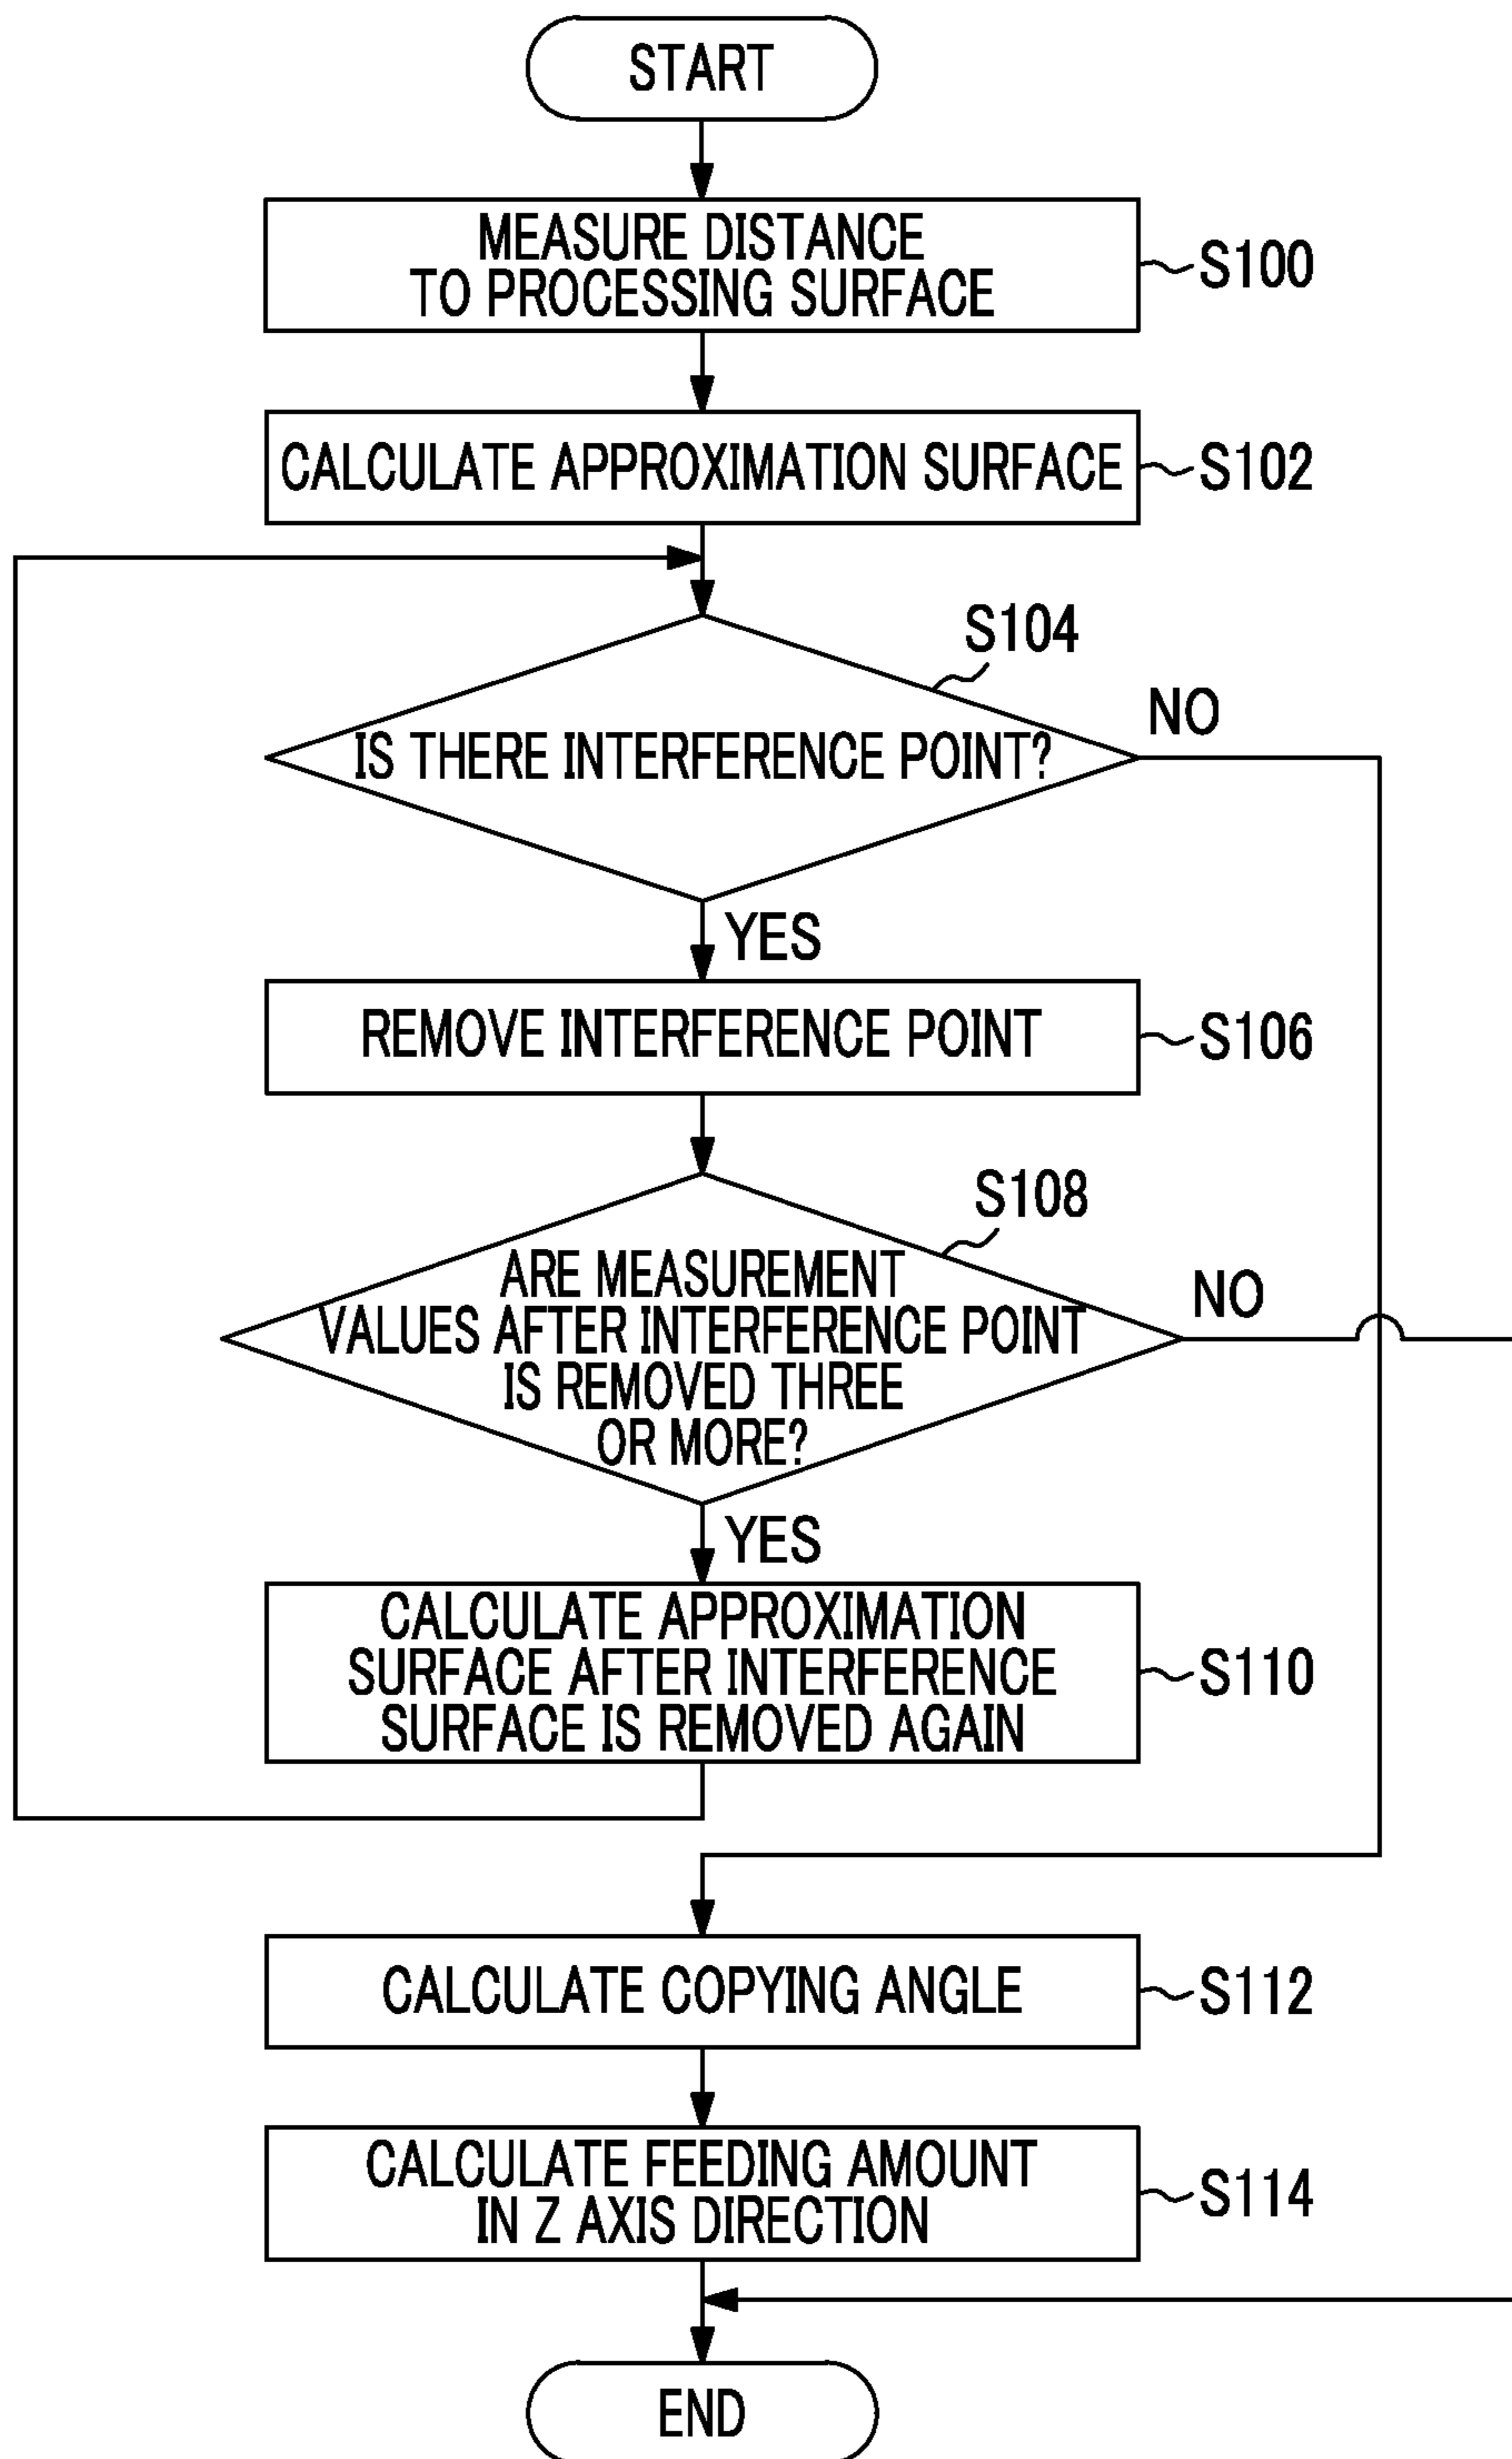 START
MEASURE DISTANCE
TO PROCESSING SURFACE
S100
CALCULATE APPROXIMATION SURFACE
S102
S104
NO
IS THERE INTERFERENCE POINT?
YES
REMOVE INTERFERENCE POINT
S106
S108
ARE MEASUREMENT
NO
VALUES AFTER INTERFERENCE POINT
IS REMOVED THREE
OR MORE?
YES
CALCULATE APPROXIMATION
SURFACE AFTER INTERFERENCE
SURFACE IS REMOVED AGAIN
S110
CALCULATE COPYING ANGLE
S112
CALCULATE FEEDING AMOUNT
IN Z AXIS DIRECTION
S114
END